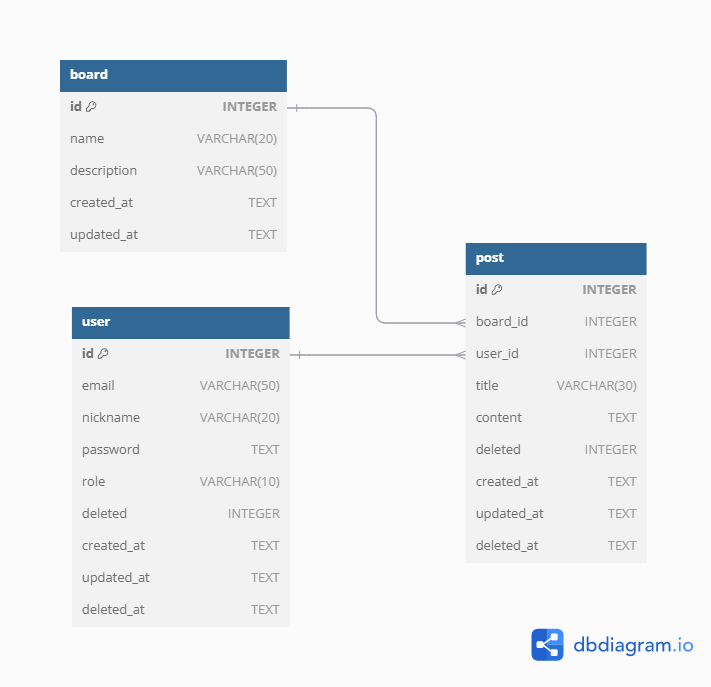 board
id INTEGER
name VARCHAR(20)
description VARCHAR(50)
created_at TEXT
updated_at TEXT
user
id INTEGER
email VARCHAR(50)
nickname VARCHAR(20)
password TEXT
role VARCHAR(10)
deleted INTEGER
created_at TEXT
updated_at TEXT
deleted_at TEXT
post
id INTEGER
board_id INTEGER
user_id INTEGER
title VARCHAR(30)
content TEXT
deleted INTEGER
created_at TEXT
updated_at TEXT
deleted_at TEXT
dbdiagram.io